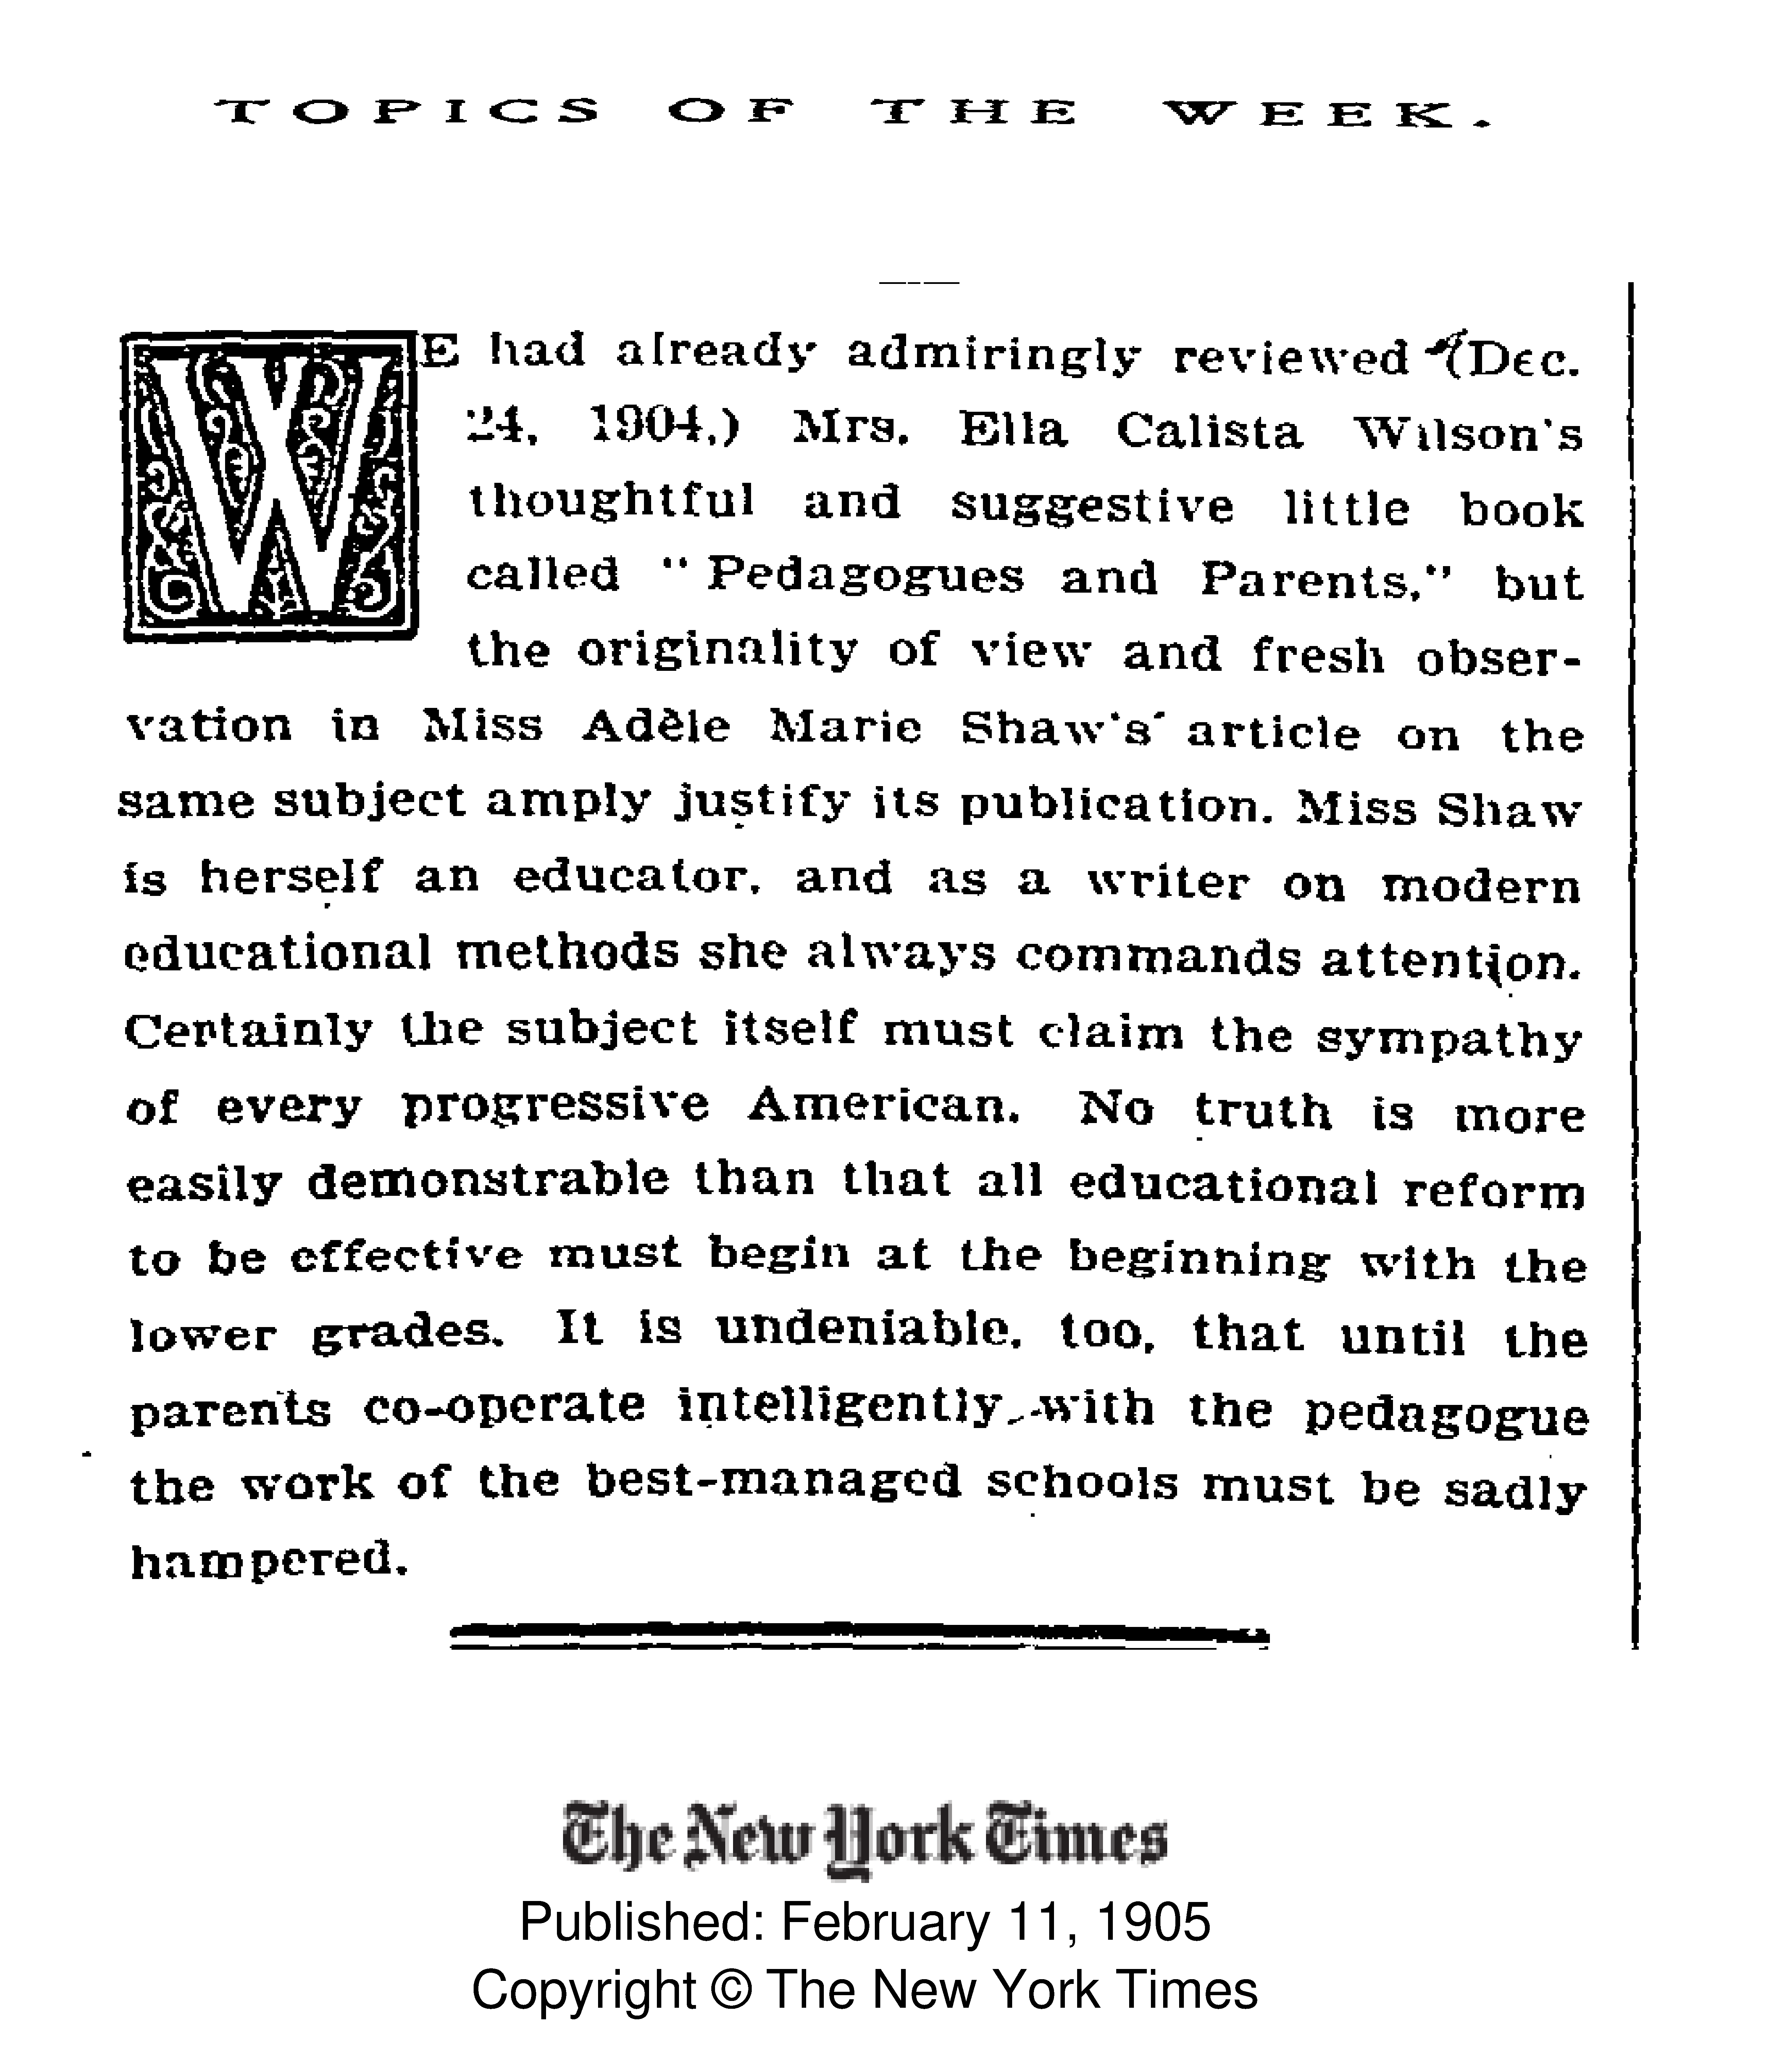 TOPICS OF THE WEEK.
WE had already admiringly reviewed (Dec.
24, 1904,) Mrs. Ella Calista Wilson's
thoughtful and suggestive little book
called "Pedagogues and Parents," but
the originality of view and fresh obser-
vation in Miss Adèle Marie Shaw's article on the
same subject amply justify its publication. Miss Shaw
is herself an educator, and as a writer on modern
educational methods she always commands attention.
Certainly the subject itself must claim the sympathy
of every progressive American. No truth is more
easily demonstrable than that all educational reform
to be effective must begin at the beginning with the
lower grades. It is undeniable, too, that until the
parents co-operate intelligently with the pedagogue
the work of the best-managed schools must be sadly
hampered.
The New York Times
Published: February 11, 1905
Copyright © The New York Times